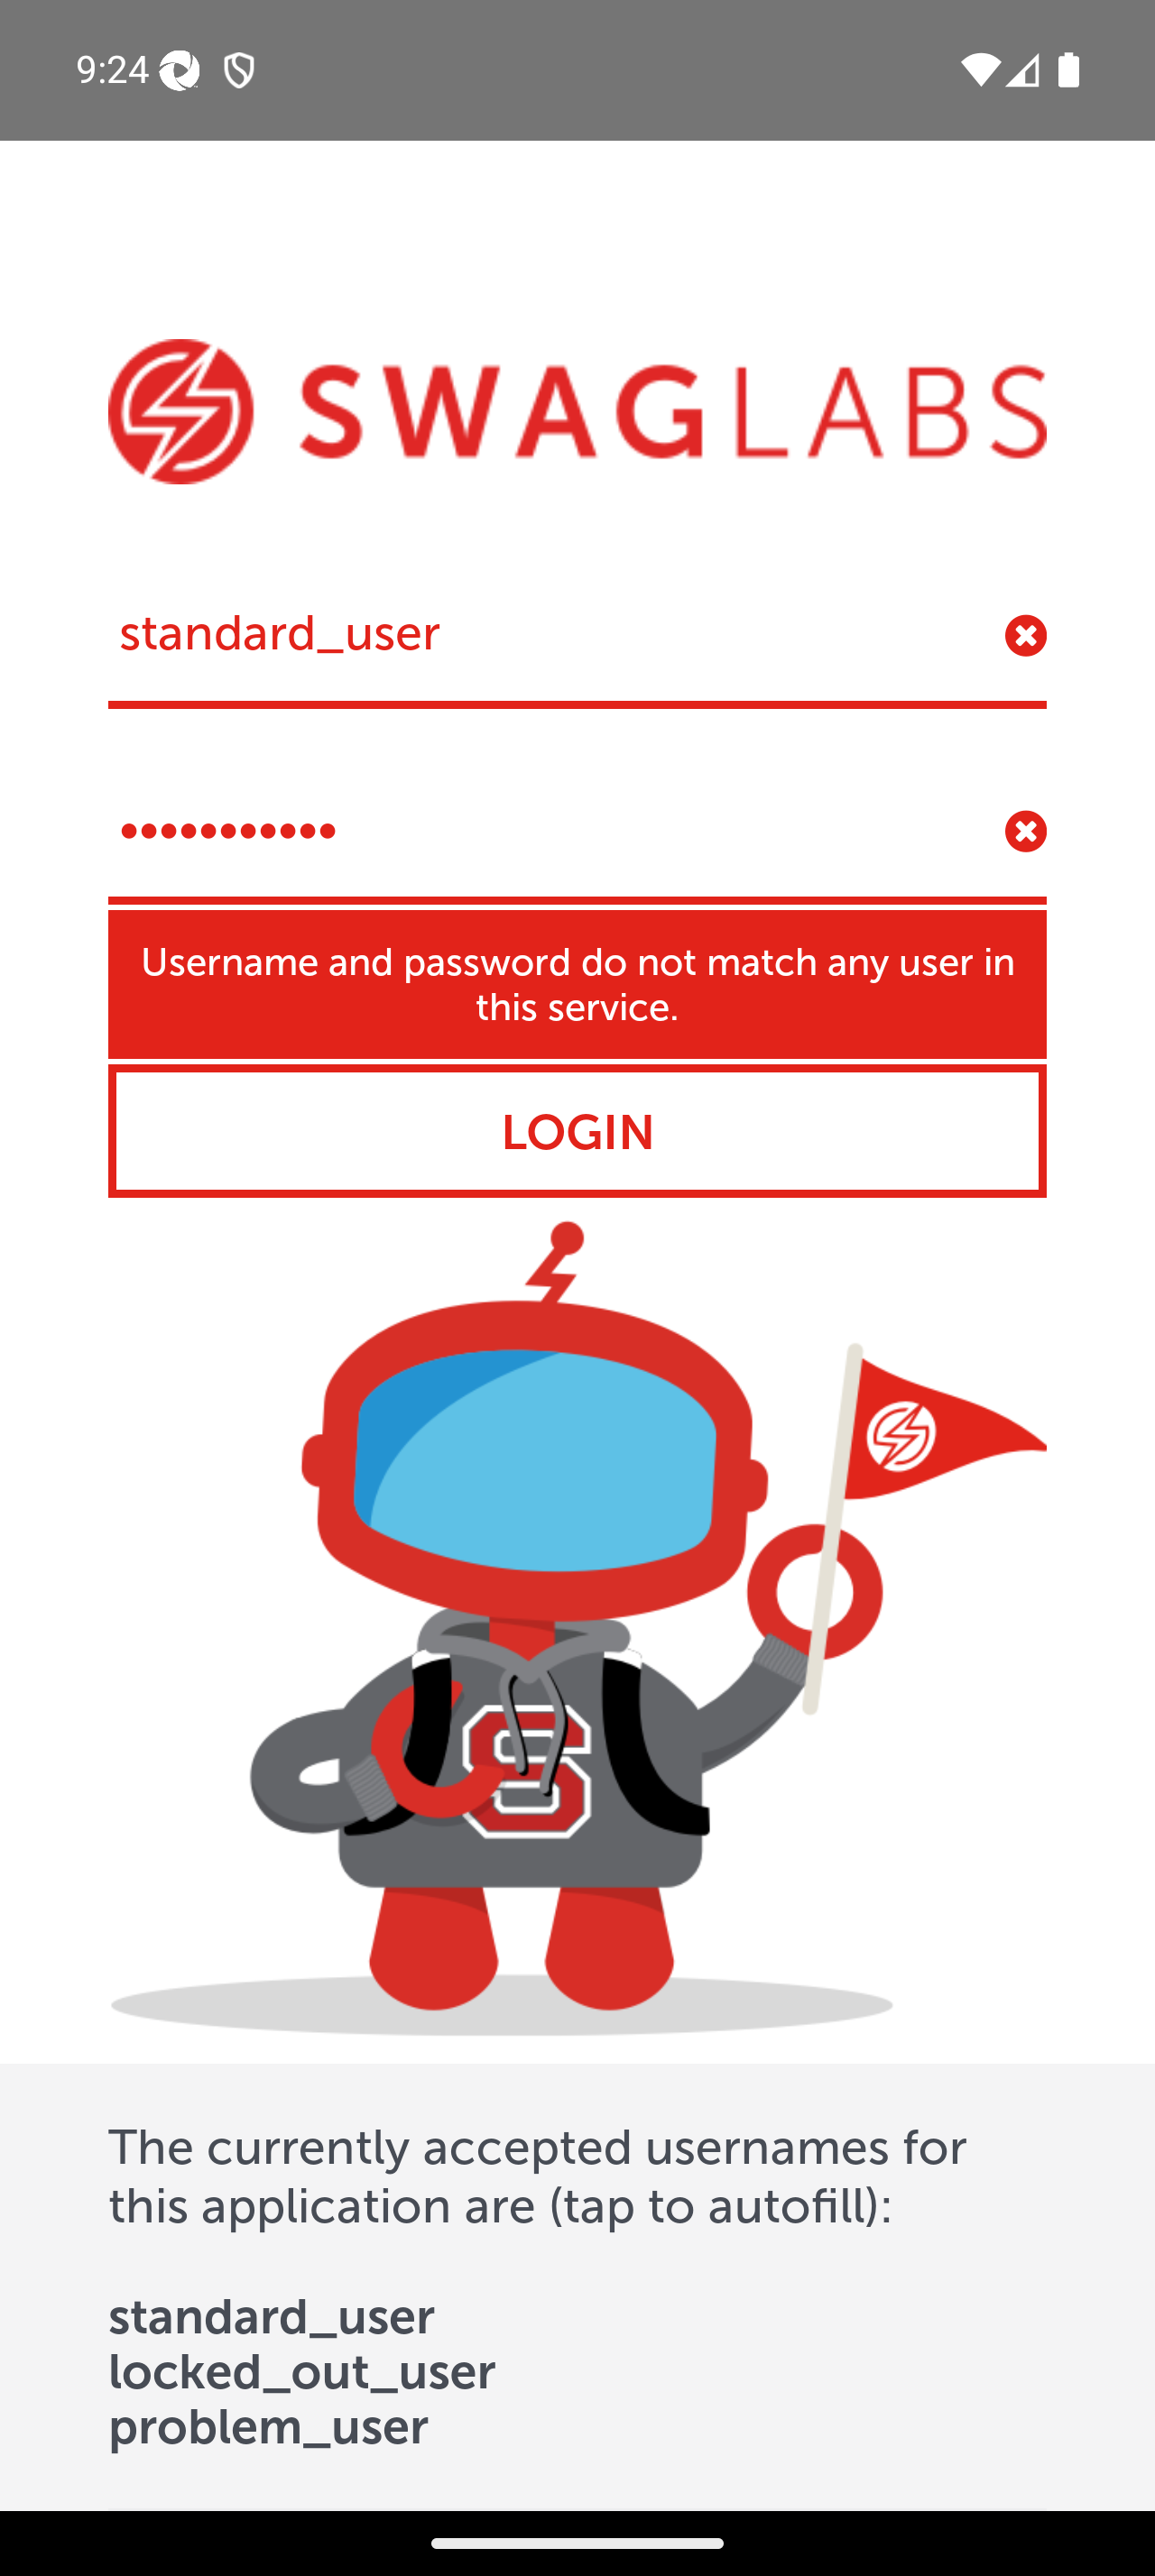 9:24
SWAGLABS
standard_user
•••••••••••
Username and password do not match any user in
this service.
LOGIN
S
The currently accepted usernames for
this application are (tap to autofill):
standard_user
locked_out_user
problem_user